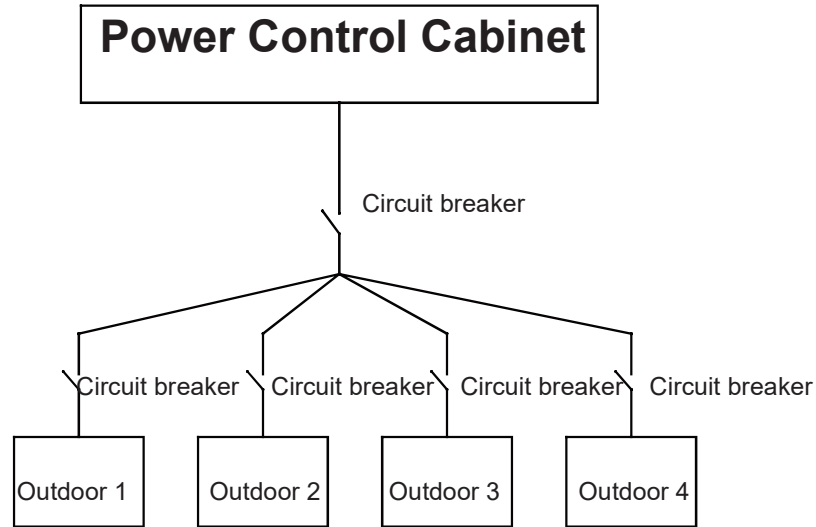 Power Control Cabinet
Circuit breaker
Circuit breaker
Circuit breaker
Circuit breaker
Circuit breaker
Outdoor 1
Outdoor 2
Outdoor 3
Outdoor 4